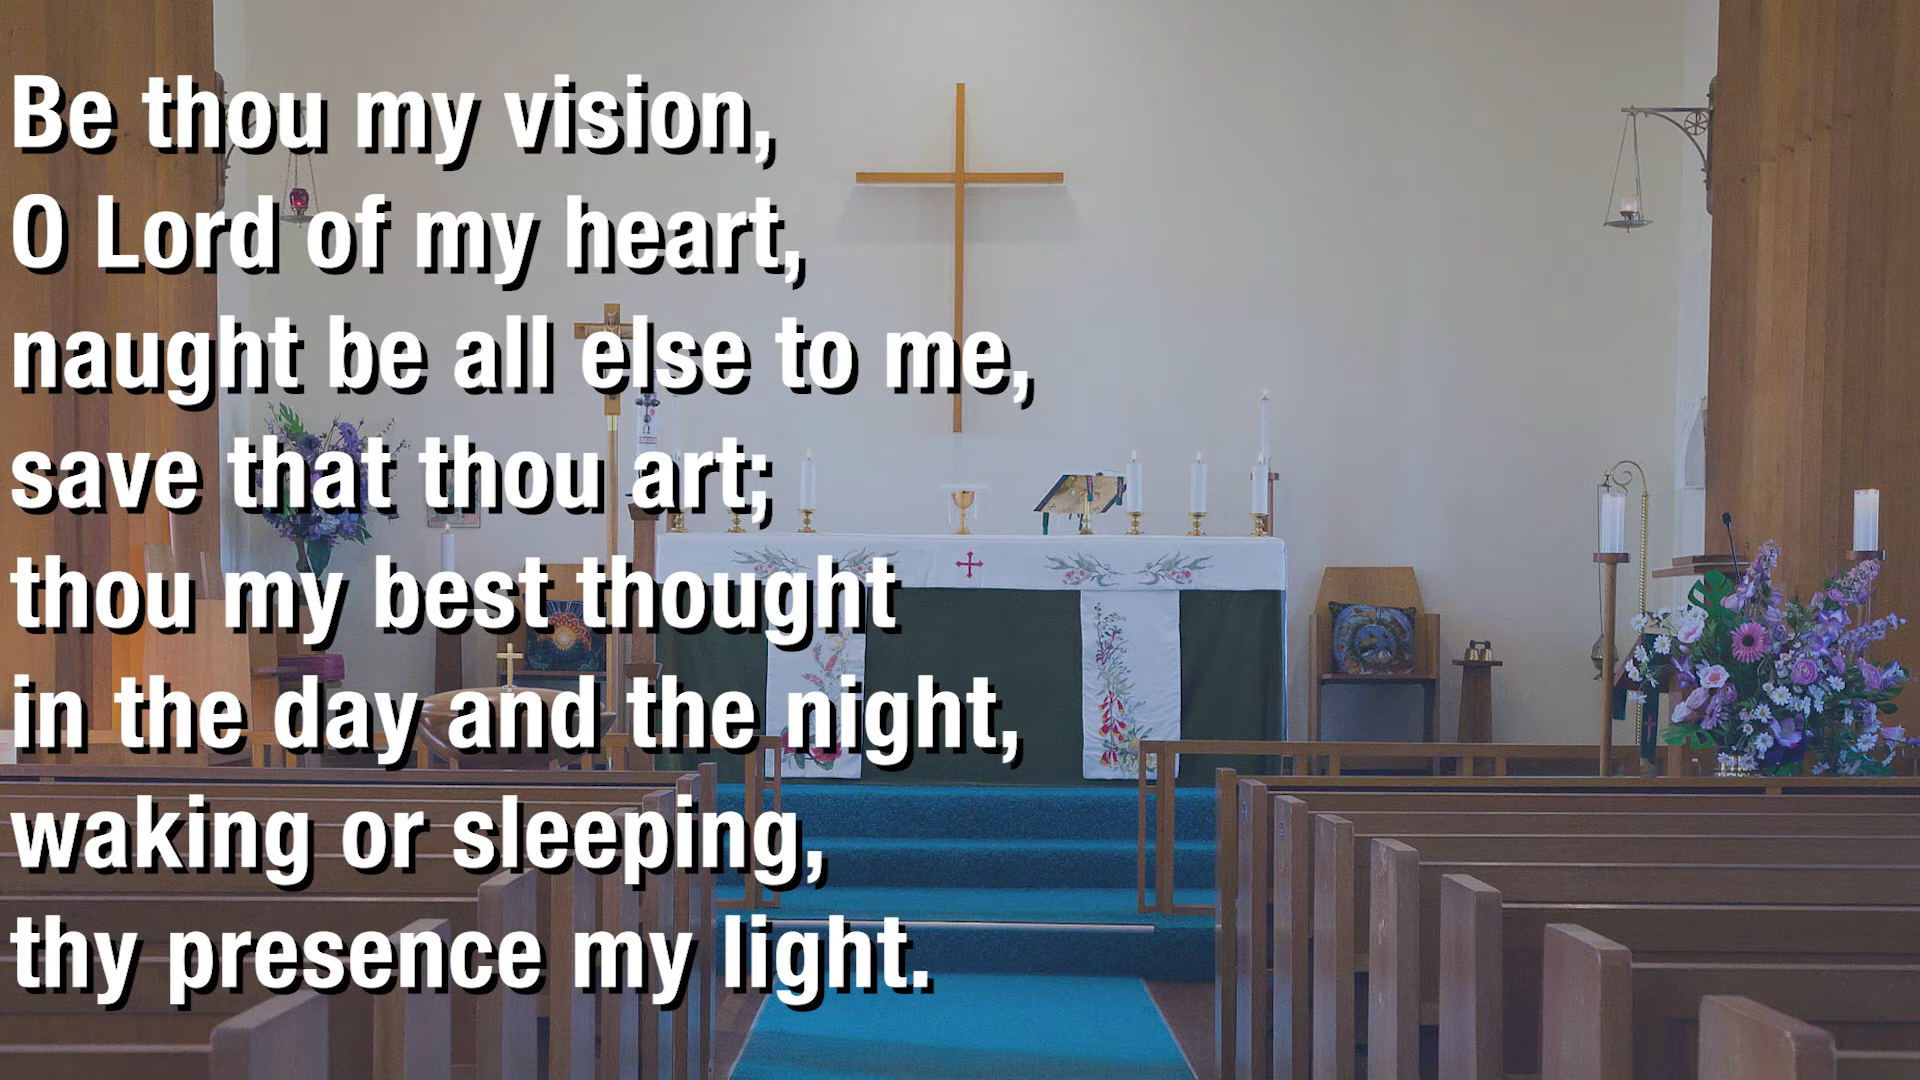 Be thou my vision,
O Lord of my heart,
naught be all else to me,
save that thou art;
thou my best thought
in the day and the night,
waking or sleeping,
thy presence my light.